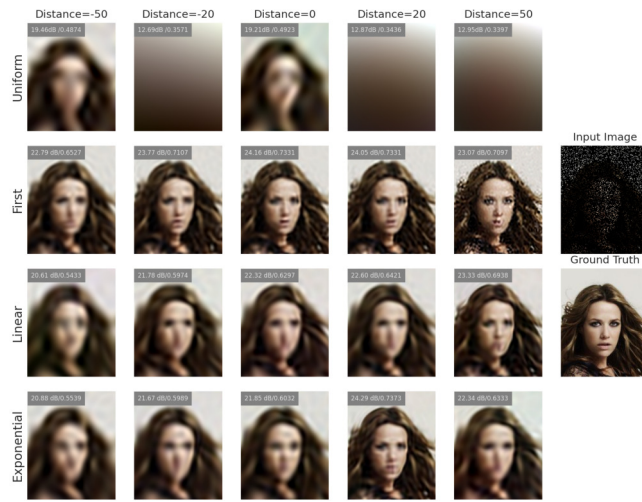 Distance=-50 Distance=-20 Distance=0 Distance=20 Distance=50
Uniform
19.46dB /0.4874 12.69dB /0.3571 19.21dB /0.4923 12.87dB /0.3436 12.95dB /0.3397
Input Image
First
22.79 dB/0.6527 23.77 dB/0.7107 24.16 dB/0.7331 24.05 dB/0.7331 23.07 dB/0.7097
Ground Truth
Linear
20.61 dB/0.5433 21.78 dB/0.5974 22.32 dB/0.6297 22.60 dB/0.6421 23.33 dB/0.6938
Exponential
20.88 dB/0.5539 21.67 dB/0.5989 21.85 dB/0.6032 24.29 dB/0.7373 22.34 dB/0.6333